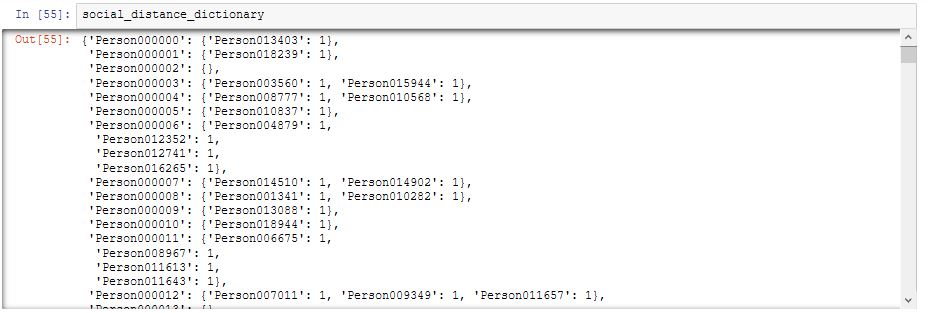 In [55]: social_distance_dictionary
Out[55]: {'Person000000': {'Person013403': 1},
'Person000001': {'Person018239': 1},
'Person000002': {},
'Person000003': {'Person003560': 1, 'Person015944': 1},
'Person000004': {'Person008777': 1, 'Person010568': 1},
'Person000005': {'Person010837': 1},
'Person000006': {'Person004879': 1,
'Person012352': 1,
'Person012741': 1,
'Person016265': 1},
'Person000007': {'Person014510': 1, 'Person014902': 1},
'Person000008': {'Person001341': 1, 'Person010282': 1},
'Person000009': {'Person013088': 1},
'Person000010': {'Person018944': 1},
'Person000011': {'Person006675': 1,
'Person008967': 1,
'Person011613': 1,
'Person011643': 1},
'Person000012': {'Person007011': 1, 'Person009349': 1, 'Person011657': 1},
'Person000013': {}